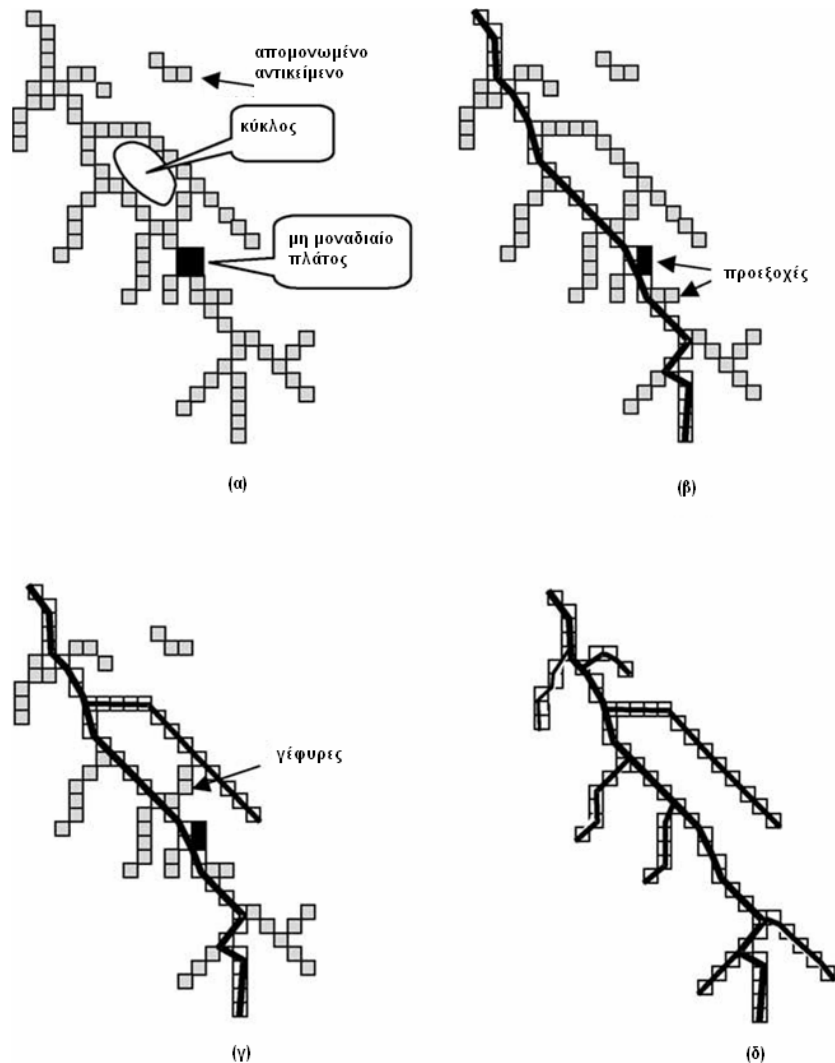 απομονωμένο
αντικείμενο
κύκλος
μη μοναδιαίο
πλάτος
προεξοχές
(α)
(β)
γέφυρες
(γ)
(δ)